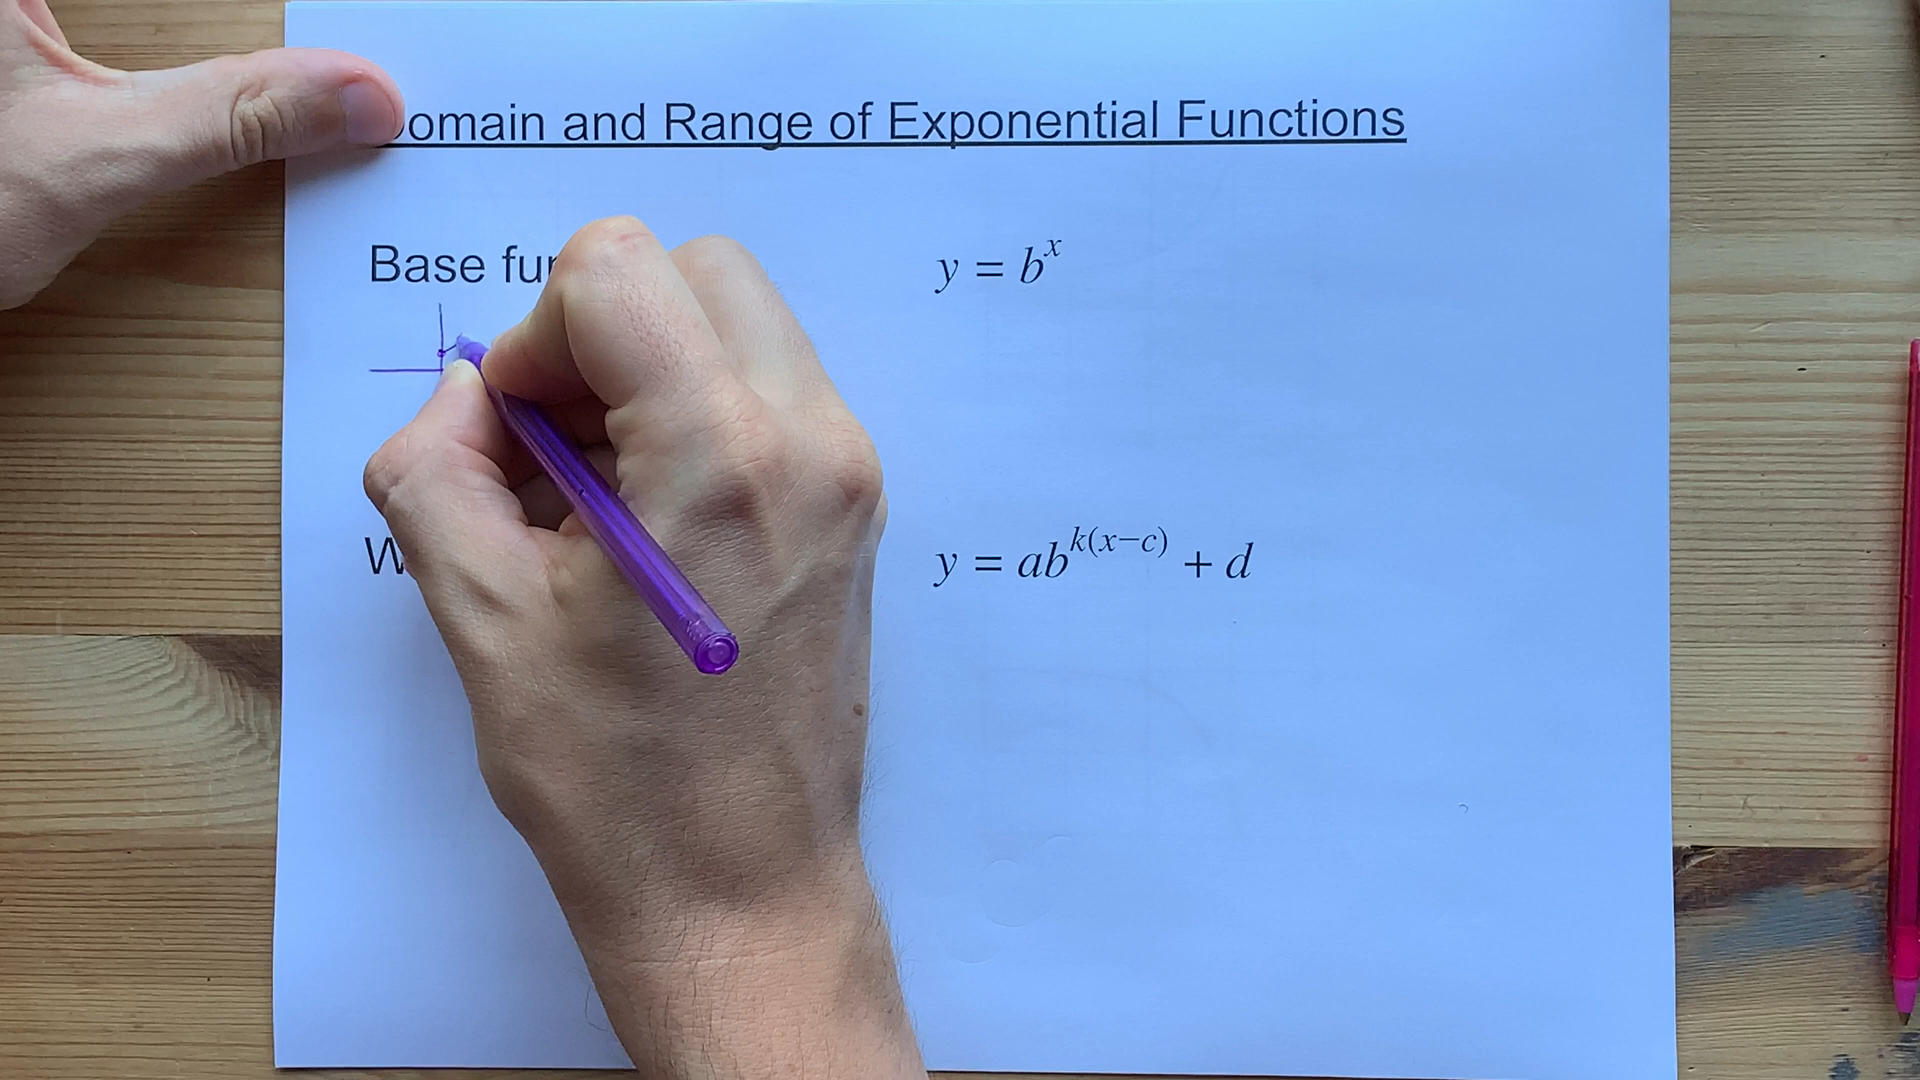 omain and Range of Exponential Functions
Base fu
y = b^x
W
y = ab^{k(x−c)} + d